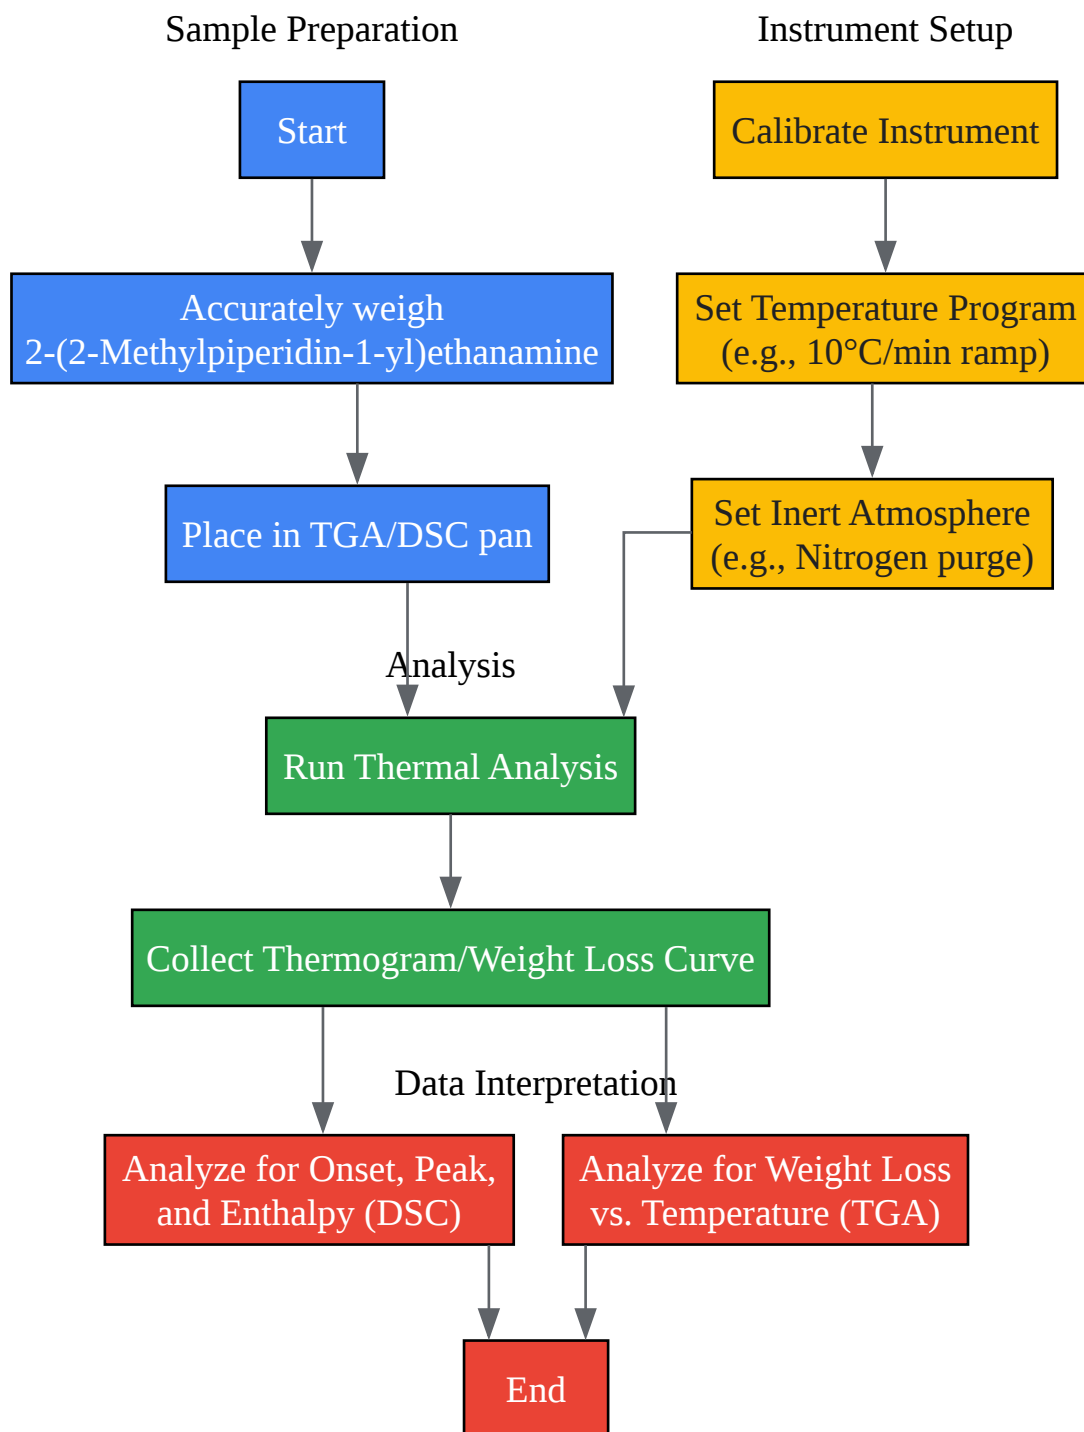 Sample Preparation
Instrument Setup
Start
Calibrate Instrument
Accurately weigh
2-(2-Methylpiperidin-1-yl)ethanamine
Set Temperature Program
(e.g., 10°C/min ramp)
Place in TGA/DSC pan
Set Inert Atmosphere
(e.g., Nitrogen purge)
Analysis
Run Thermal Analysis
Collect Thermogram/Weight Loss Curve
Data Interpretation
Analyze for Onset, Peak,
and Enthalpy (DSC)
Analyze for Weight Loss
vs. Temperature (TGA)
End